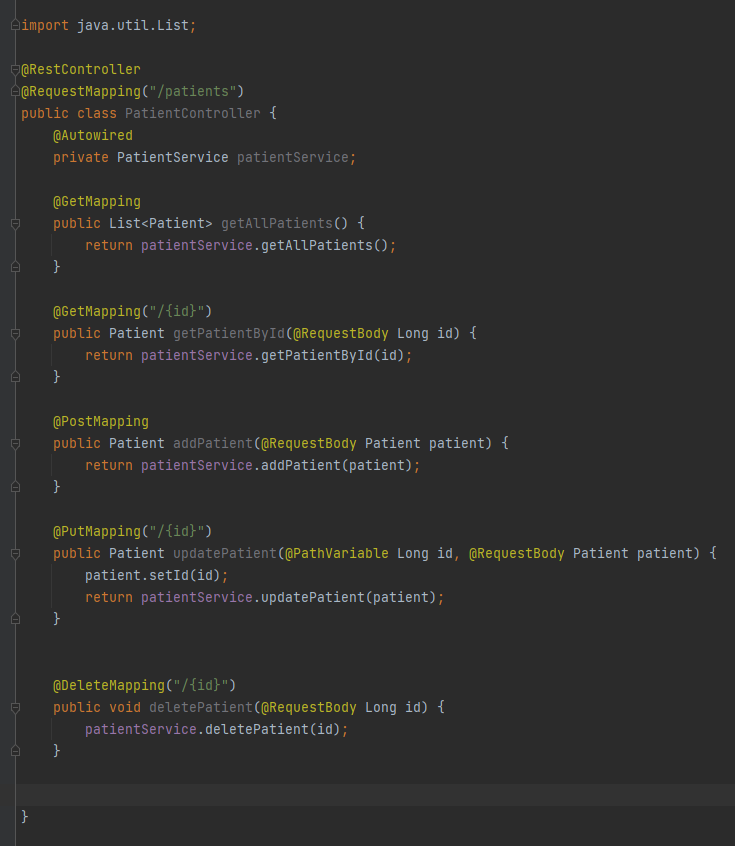 import java.util.List;
@RestController
@RequestMapping("/patients")
public class PatientController {
@Autowired
private PatientService patientService;
@GetMapping
public List<Patient> getAllPatients() {
return patientService.getAllPatients();
}
@GetMapping("/{id}")
public Patient getPatientById(@RequestBody Long id) {
return patientService.getPatientById(id);
}
@PostMapping
public Patient addPatient(@RequestBody Patient patient) {
return patientService.addPatient(patient);
}
@PutMapping("/{id}")
public Patient updatePatient(@PathVariable Long id, @RequestBody Patient patient) {
patient.setId(id);
return patientService.updatePatient(patient);
}
@DeleteMapping("/{id}")
public void deletePatient(@RequestBody Long id) {
patientService.deletePatient(id);
}
}